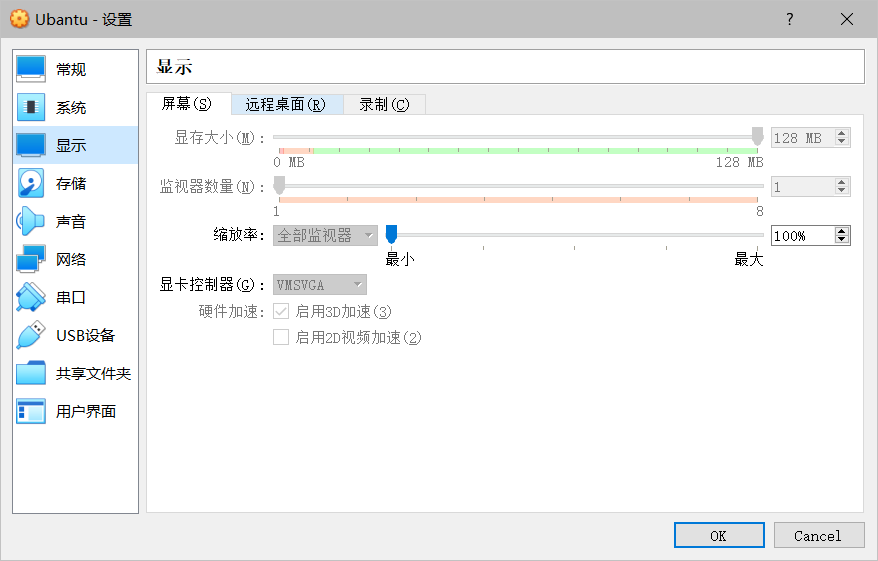 Ubantu - 设置
?
常规
系统
显示
存储
声音
网络
串口
USB设备
共享文件夹
用户界面
显示
屏幕(S) 远程桌面(R) 录制(C)
显存大小(M): 128 MB
0 MB 128 MB
监视器数量(N): 1
1 8
缩放率: 全部监视器 100%
最小 最大
显卡控制器(G): VMSVGA
硬件加速: 启用3D加速(3)
启用2D视频加速(2)
OK Cancel